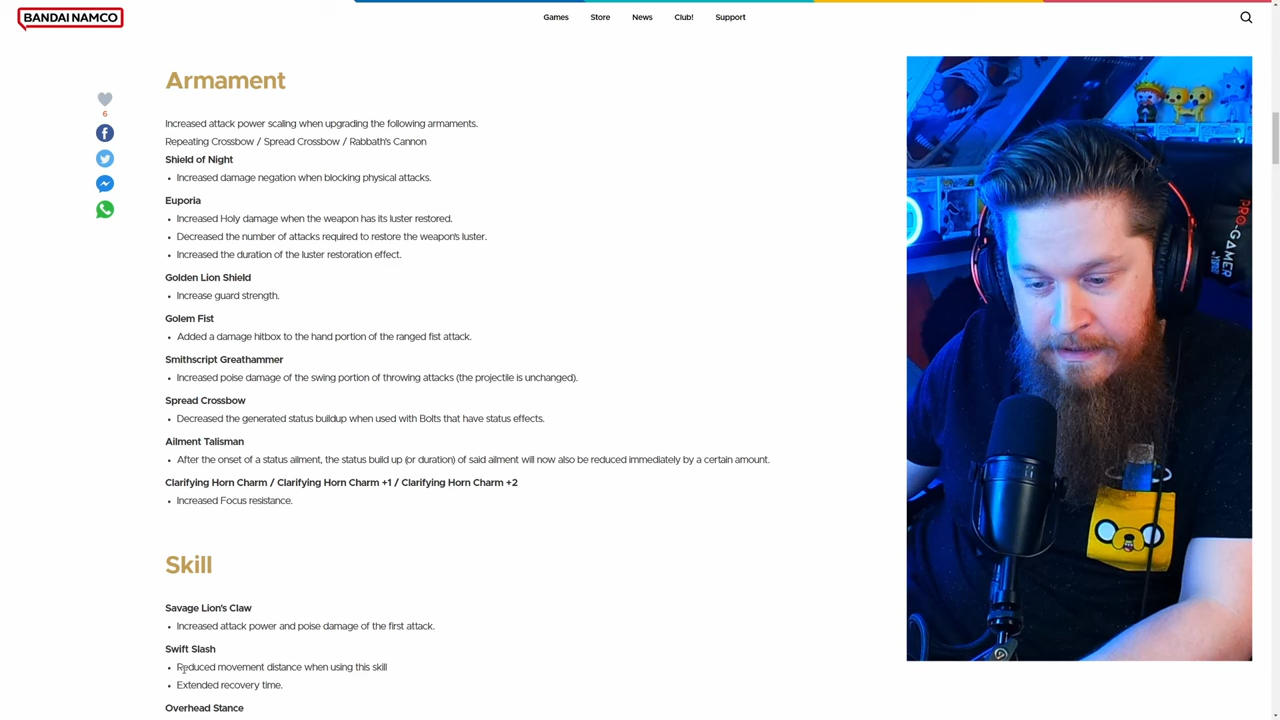 BANDAI NAMCO
Games
Store
News
Club!
Support
Armament
6
Increased attack power scaling when upgrading the following armaments.
Repeating Crossbow / Spread Crossbow / Rabbath's Cannon
Shield of Night
• Increased damage negation when blocking physical attacks.
Euporia
• Increased Holy damage when the weapon has its luster restored.
• Decreased the number of attacks required to restore the weapon's luster.
• Increased the duration of the luster restoration effect.
Golden Lion Shield
• Increase guard strength.
Golem Fist
• Added a damage hitbox to the hand portion of the ranged fist attack.
Smithscript Greathammer
• Increased poise damage of the swing portion of throwing attacks (the projectile is unchanged).
Spread Crossbow
• Decreased the generated status buildup when used with Bolts that have status effects.
Ailment Talisman
• After the onset of a status ailment, the status build up (or duration) of said ailment will now also be reduced immediately by a certain amount.
Clarifying Horn Charm / Clarifying Horn Charm +1 / Clarifying Horn Charm +2
• Increased Focus resistance.
Skill
Savage Lion's Claw
• Increased attack power and poise damage of the first attack.
Swift Slash
• Reduced movement distance when using this skill
• Extended recovery time.
Overhead Stance
PRO-GAMER